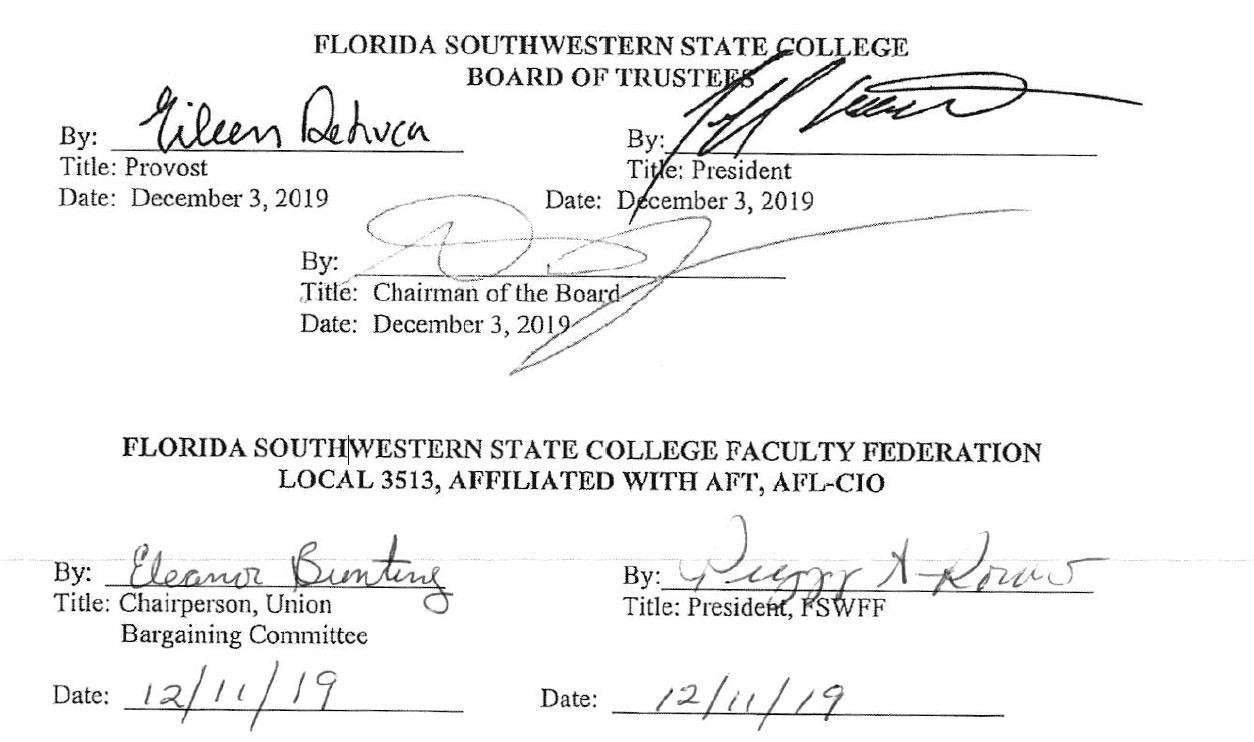 FLORIDA SOUTHWESTERN STATE COLLEGE
BOARD OF TRUSTEES
By: Eileen DeLuca
Title: Provost
Date: December 3, 2019
By: Jeff
Title: President
Date: December 3, 2019
By:
Title: Chairman of the Board
Date: December 3, 2019
FLORIDA SOUTHWESTERN STATE COLLEGE FACULTY FEDERATION
LOCAL 3513, AFFILIATED WITH AFT, AFL-CIO
By: Eleanor Bunting
Title: Chairperson, Union
Bargaining Committee
Date: 12/11/19
By: Peggy A
Title: President, FSWFF
Date: 12/11/19